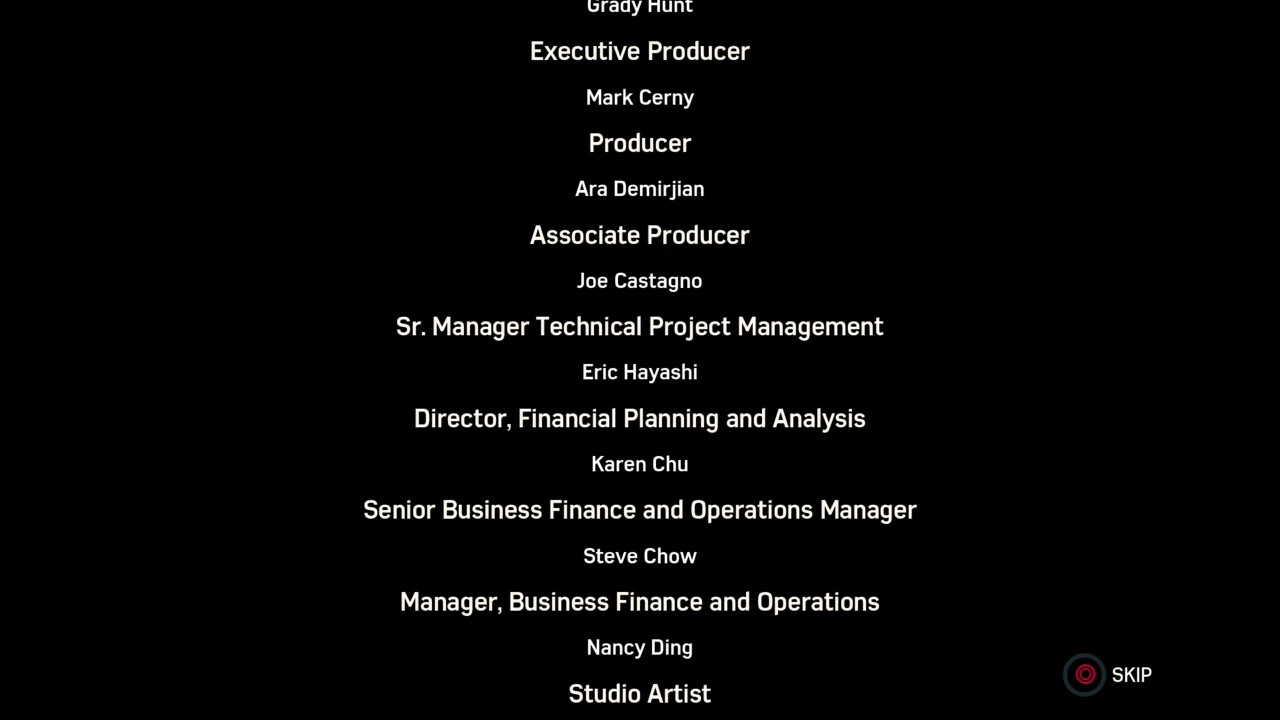 Grady Hunt
Executive Producer
Mark Cerny
Producer
Ara Demirjian
Associate Producer
Joe Castagno
Sr. Manager Technical Project Management
Eric Hayashi
Director, Financial Planning and Analysis
Karen Chu
Senior Business Finance and Operations Manager
Steve Chow
Manager, Business Finance and Operations
Nancy Ding
SKIP
Studio Artist